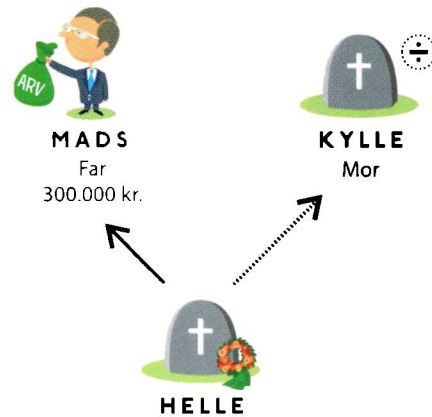 ARV
MADS
Far
300.000 kr.
KYLLE
Mor
HELLE